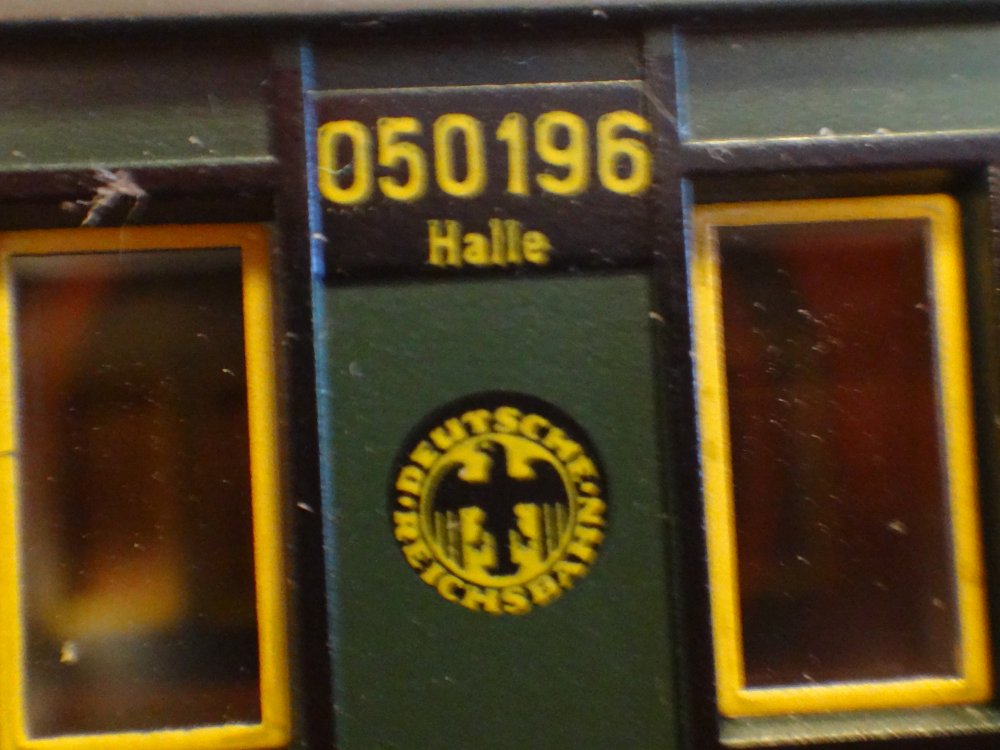 050196
Halle
DEUTSCHE
REICHSBAHN